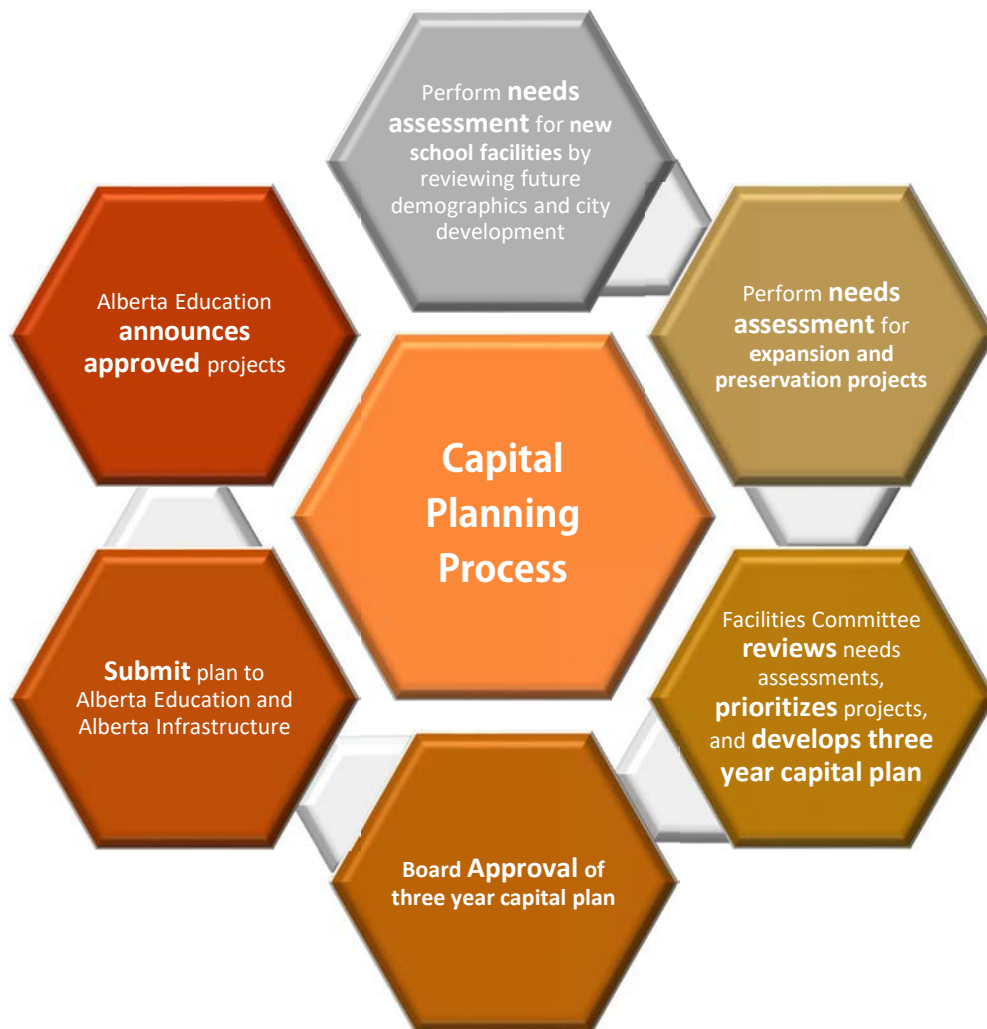 Perform needs
assessment for new
school facilities by
reviewing future
demographics and city
development
Perform needs
assessment for
expansion and
preservation projects
Facilities Committee
reviews needs
assessments,
prioritizes projects,
and develops three
year capital plan
Board Approval of
three year capital plan
Submit plan to
Alberta Education and
Alberta Infrastructure
Alberta Education
announces
approved projects
Capital
Planning
Process